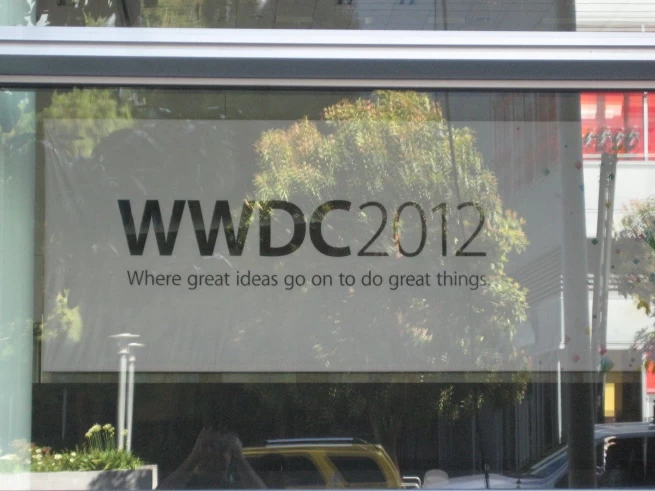 WWDC2012
Where great ideas go on to do great things.